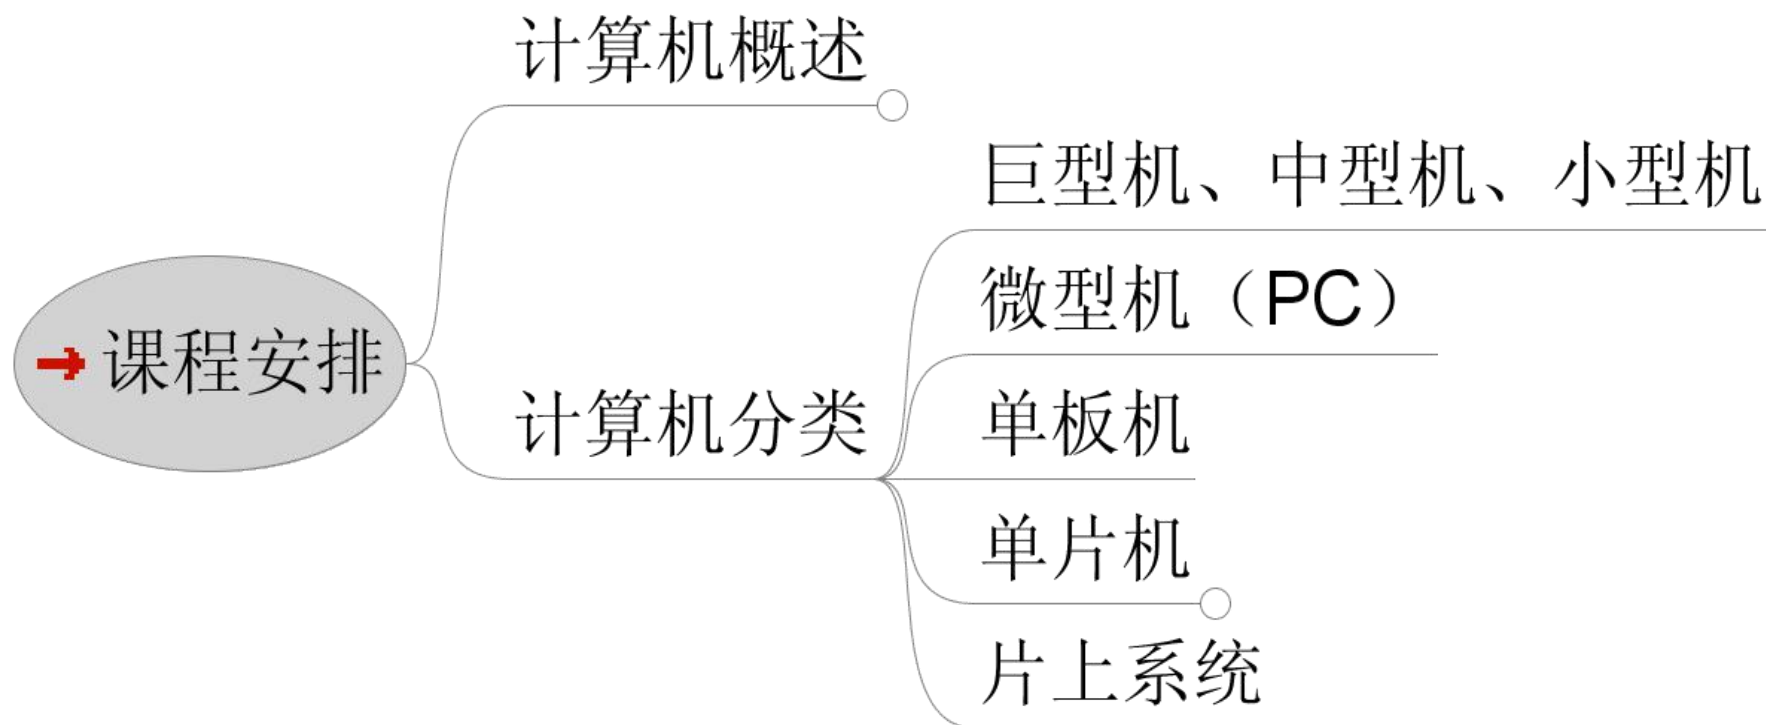 课程安排
计算机概述
计算机分类
巨型机、中型机、小型机
微型机（PC）
单板机
单片机
片上系统